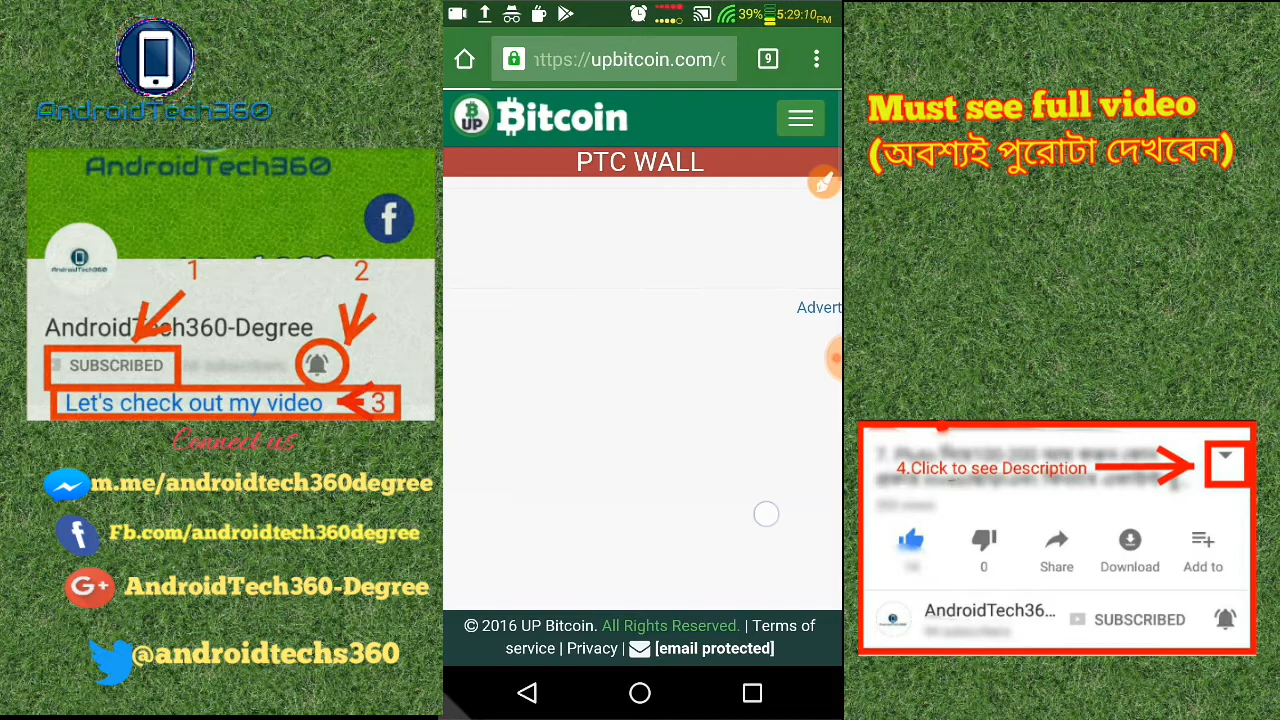 AndroidTech360
AndroidTech360
AndroidTech360
1
2
AndroidTech360-Degree
SUBSCRIBED
Let's check out my video
3
Connect us
m.me/androidtech360degree
Fb.com/androidtech360degree
AndroidTech360-Degree
@androidtechs360
39%
5:29:10PM
https://upbitcoin.com/
9
UP
Bitcoin
PTC WALL
Advert
© 2016 UP Bitcoin. All Rights Reserved. | Terms of
service | Privacy | [email protected]
Must see full video
(অবশ্যই পুরোটা দেখবেন)
4.Click to see Description
0
Share
Download
Add to
AndroidTech36...
SUBSCRIBED